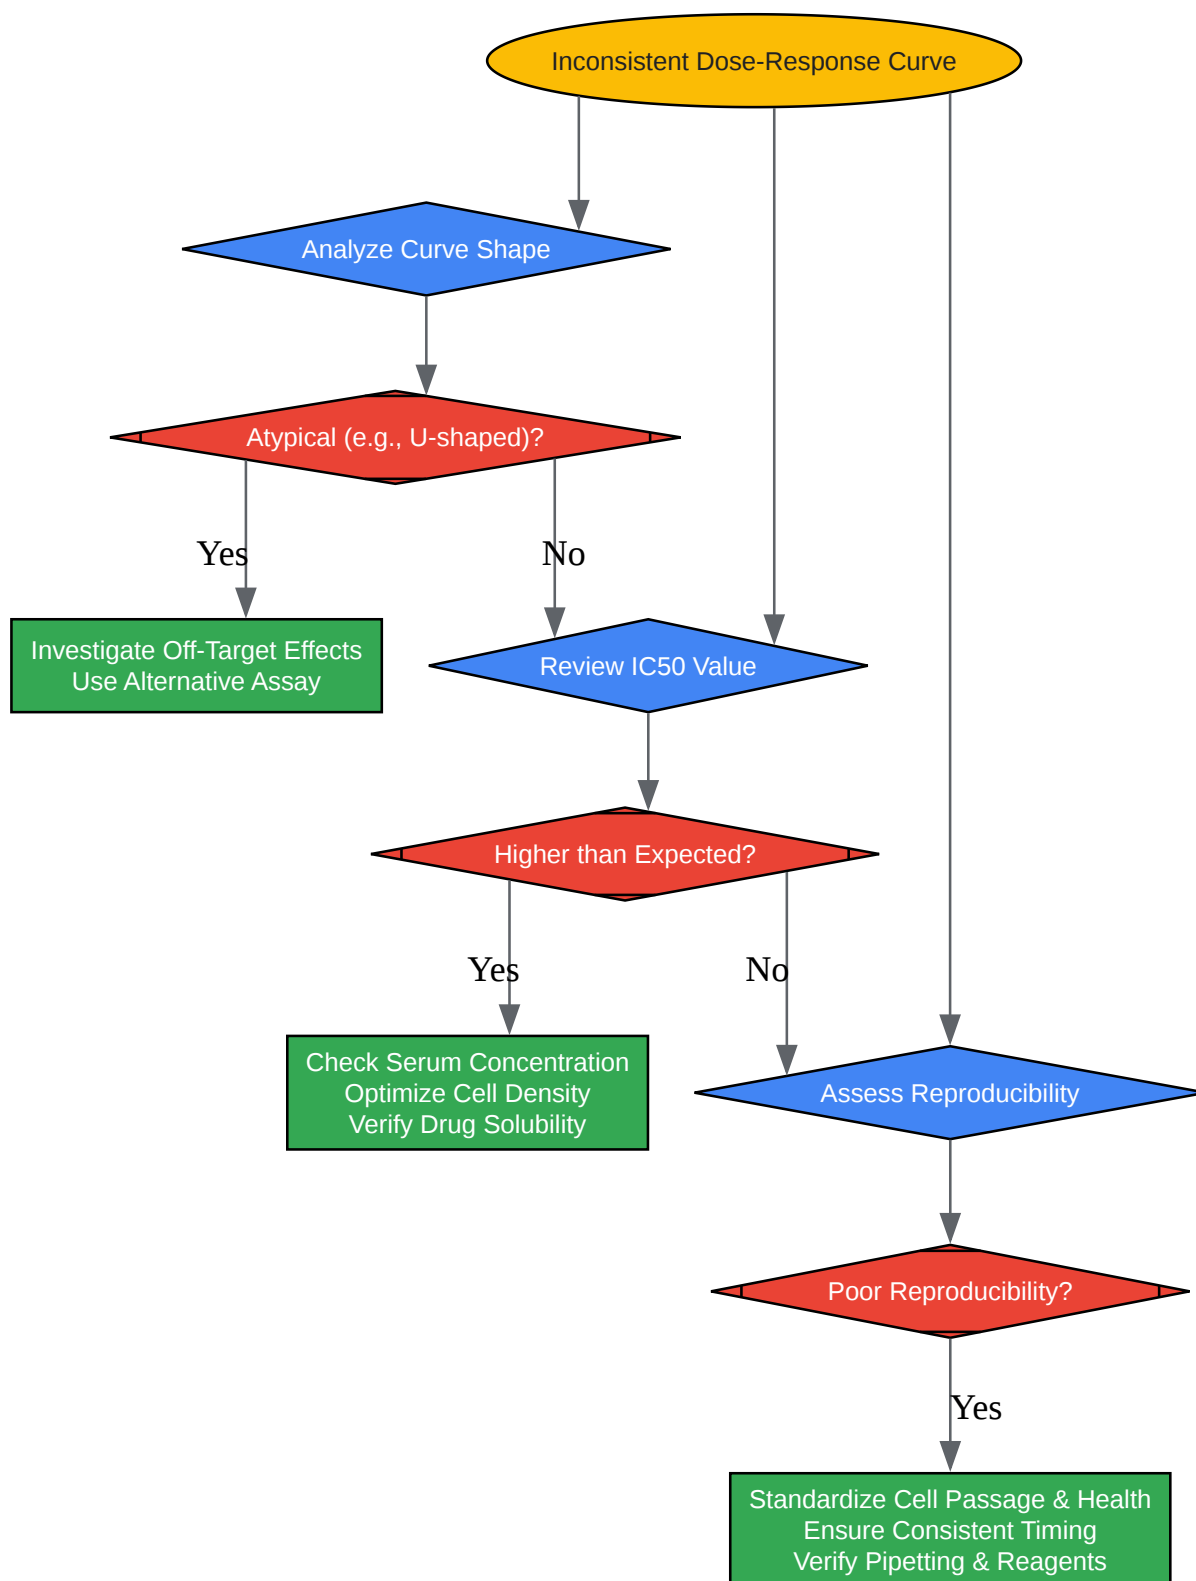 Inconsistent Dose-Response Curve
Analyze Curve Shape
Atypical (e.g., U-shaped)?
Yes
No
Investigate Off-Target Effects
Use Alternative Assay
Review IC50 Value
Higher than Expected?
Yes
No
Check Serum Concentration
Optimize Cell Density
Verify Drug Solubility
Assess Reproducibility
Poor Reproducibility?
Yes
Standardize Cell Passage & Health
Ensure Consistent Timing
Verify Pipetting & Reagents